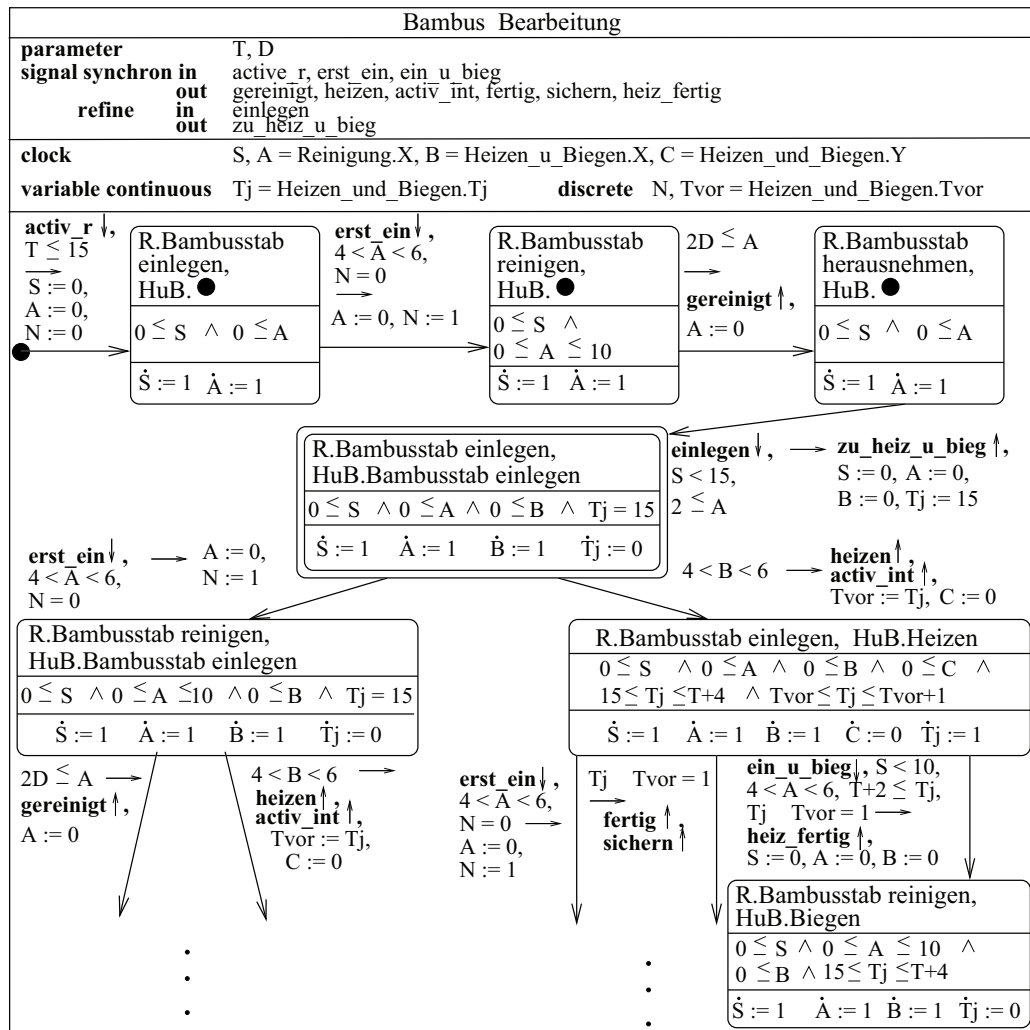 Bambus Bearbeitung
parameter T, D
signal synchron in active_r, erst_ein, ein_u_bieg
out gereinigt, heizen, activ_int, fertig, sichern, heiz_fertig
refine in einlegen
out zu_heiz_u_bieg
clock S, A = Reinigung.X, B = Heizen_u_Biegen.X, C = Heizen_und_Biegen.Y
variable continuous Tj = Heizen_und_Biegen.Tj discrete N, Tvor = Heizen_und_Biegen.Tvor
activ_r ↓,
T ≤ 15
→
S := 0,
A := 0,
N := 0
R.Bambusstab
einlegen,
HuB. ●
0 ≤ S ∧ 0 ≤ A
Ṡ := 1 Ȧ := 1
erst_ein ↓,
4 < A < 6,
N = 0
→
A := 0, N := 1
R.Bambusstab
reinigen,
HuB. ●
0 ≤ S ∧
0 ≤ A ≤ 10
Ṡ := 1 Ȧ := 1
2D ≤ A
→
gereinigt ↑,
A := 0
R.Bambusstab
herausnehmen,
HuB. ●
0 ≤ S ∧ 0 ≤ A
Ṡ := 1 Ȧ := 1
einlegen ↓, → zu_heiz_u_bieg ↑,
S < 15, S := 0, A := 0,
2 ≤ A B := 0, Tj := 15
R.Bambusstab einlegen,
HuB.Bambusstab einlegen
0 ≤ S ∧ 0 ≤ A ∧ 0 ≤ B ∧ Tj = 15
Ṡ := 1 Ȧ := 1 Ḃ := 1 Ṫj := 0
erst_ein ↓, → A := 0,
4 < A < 6, N := 1
N = 0
4 < B < 6 → heizen ↑,
activ_int ↑,
Tvor := Tj, C := 0
R.Bambusstab reinigen,
HuB.Bambusstab einlegen
0 ≤ S ∧ 0 ≤ A ≤ 10 ∧ 0 ≤ B ∧ Tj = 15
Ṡ := 1 Ȧ := 1 Ḃ := 1 Ṫj := 0
R.Bambusstab einlegen, HuB.Heizen
0 ≤ S ∧ 0 ≤ A ∧ 0 ≤ B ∧ 0 ≤ C ∧
15 ≤ Tj ≤ T+4 ∧ Tvor ≤ Tj ≤ Tvor+1
Ṡ := 1 Ȧ := 1 Ḃ := 1 Ċ := 0 Ṫj := 1
2D ≤ A →
gereinigt ↑,
A := 0
4 < B < 6 →
heizen ↑,
activ_int ↑,
Tvor := Tj,
C := 0
erst_ein ↓,
4 < A < 6,
N = 0 →
A := 0,
N := 1
Tj Tvor = 1
→
fertig ↑,
sichern ↑
ein_u_bieg ↓, S < 10,
4 < A < 6, T+2 ≤ Tj,
Tj Tvor = 1 →
heiz_fertig ↑,
S := 0, A := 0, B := 0
R.Bambusstab reinigen,
HuB.Biegen
0 ≤ S ∧ 0 ≤ A ≤ 10 ∧
0 ≤ B ∧ 15 ≤ Tj ≤ T+4
Ṡ := 1 Ȧ := 1 Ḃ := 1 Ṫj := 0